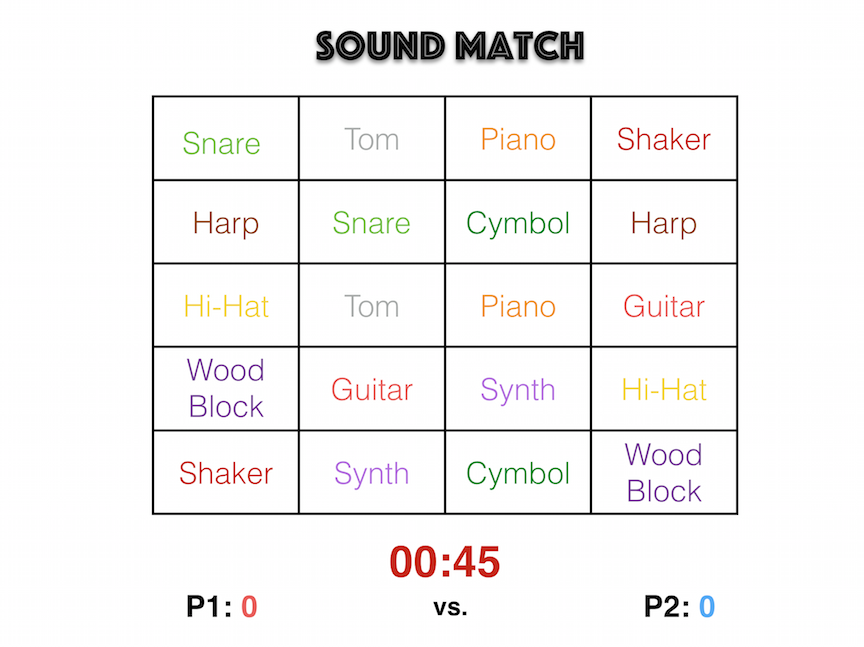 SOUND MATCH
Snare Tom Piano Shaker
Harp Snare Cymbol Harp
Hi-Hat Tom Piano Guitar
Wood Block Guitar Synth Hi-Hat
Shaker Synth Cymbol Wood Block
00:45
P1: 0 vs. P2: 0